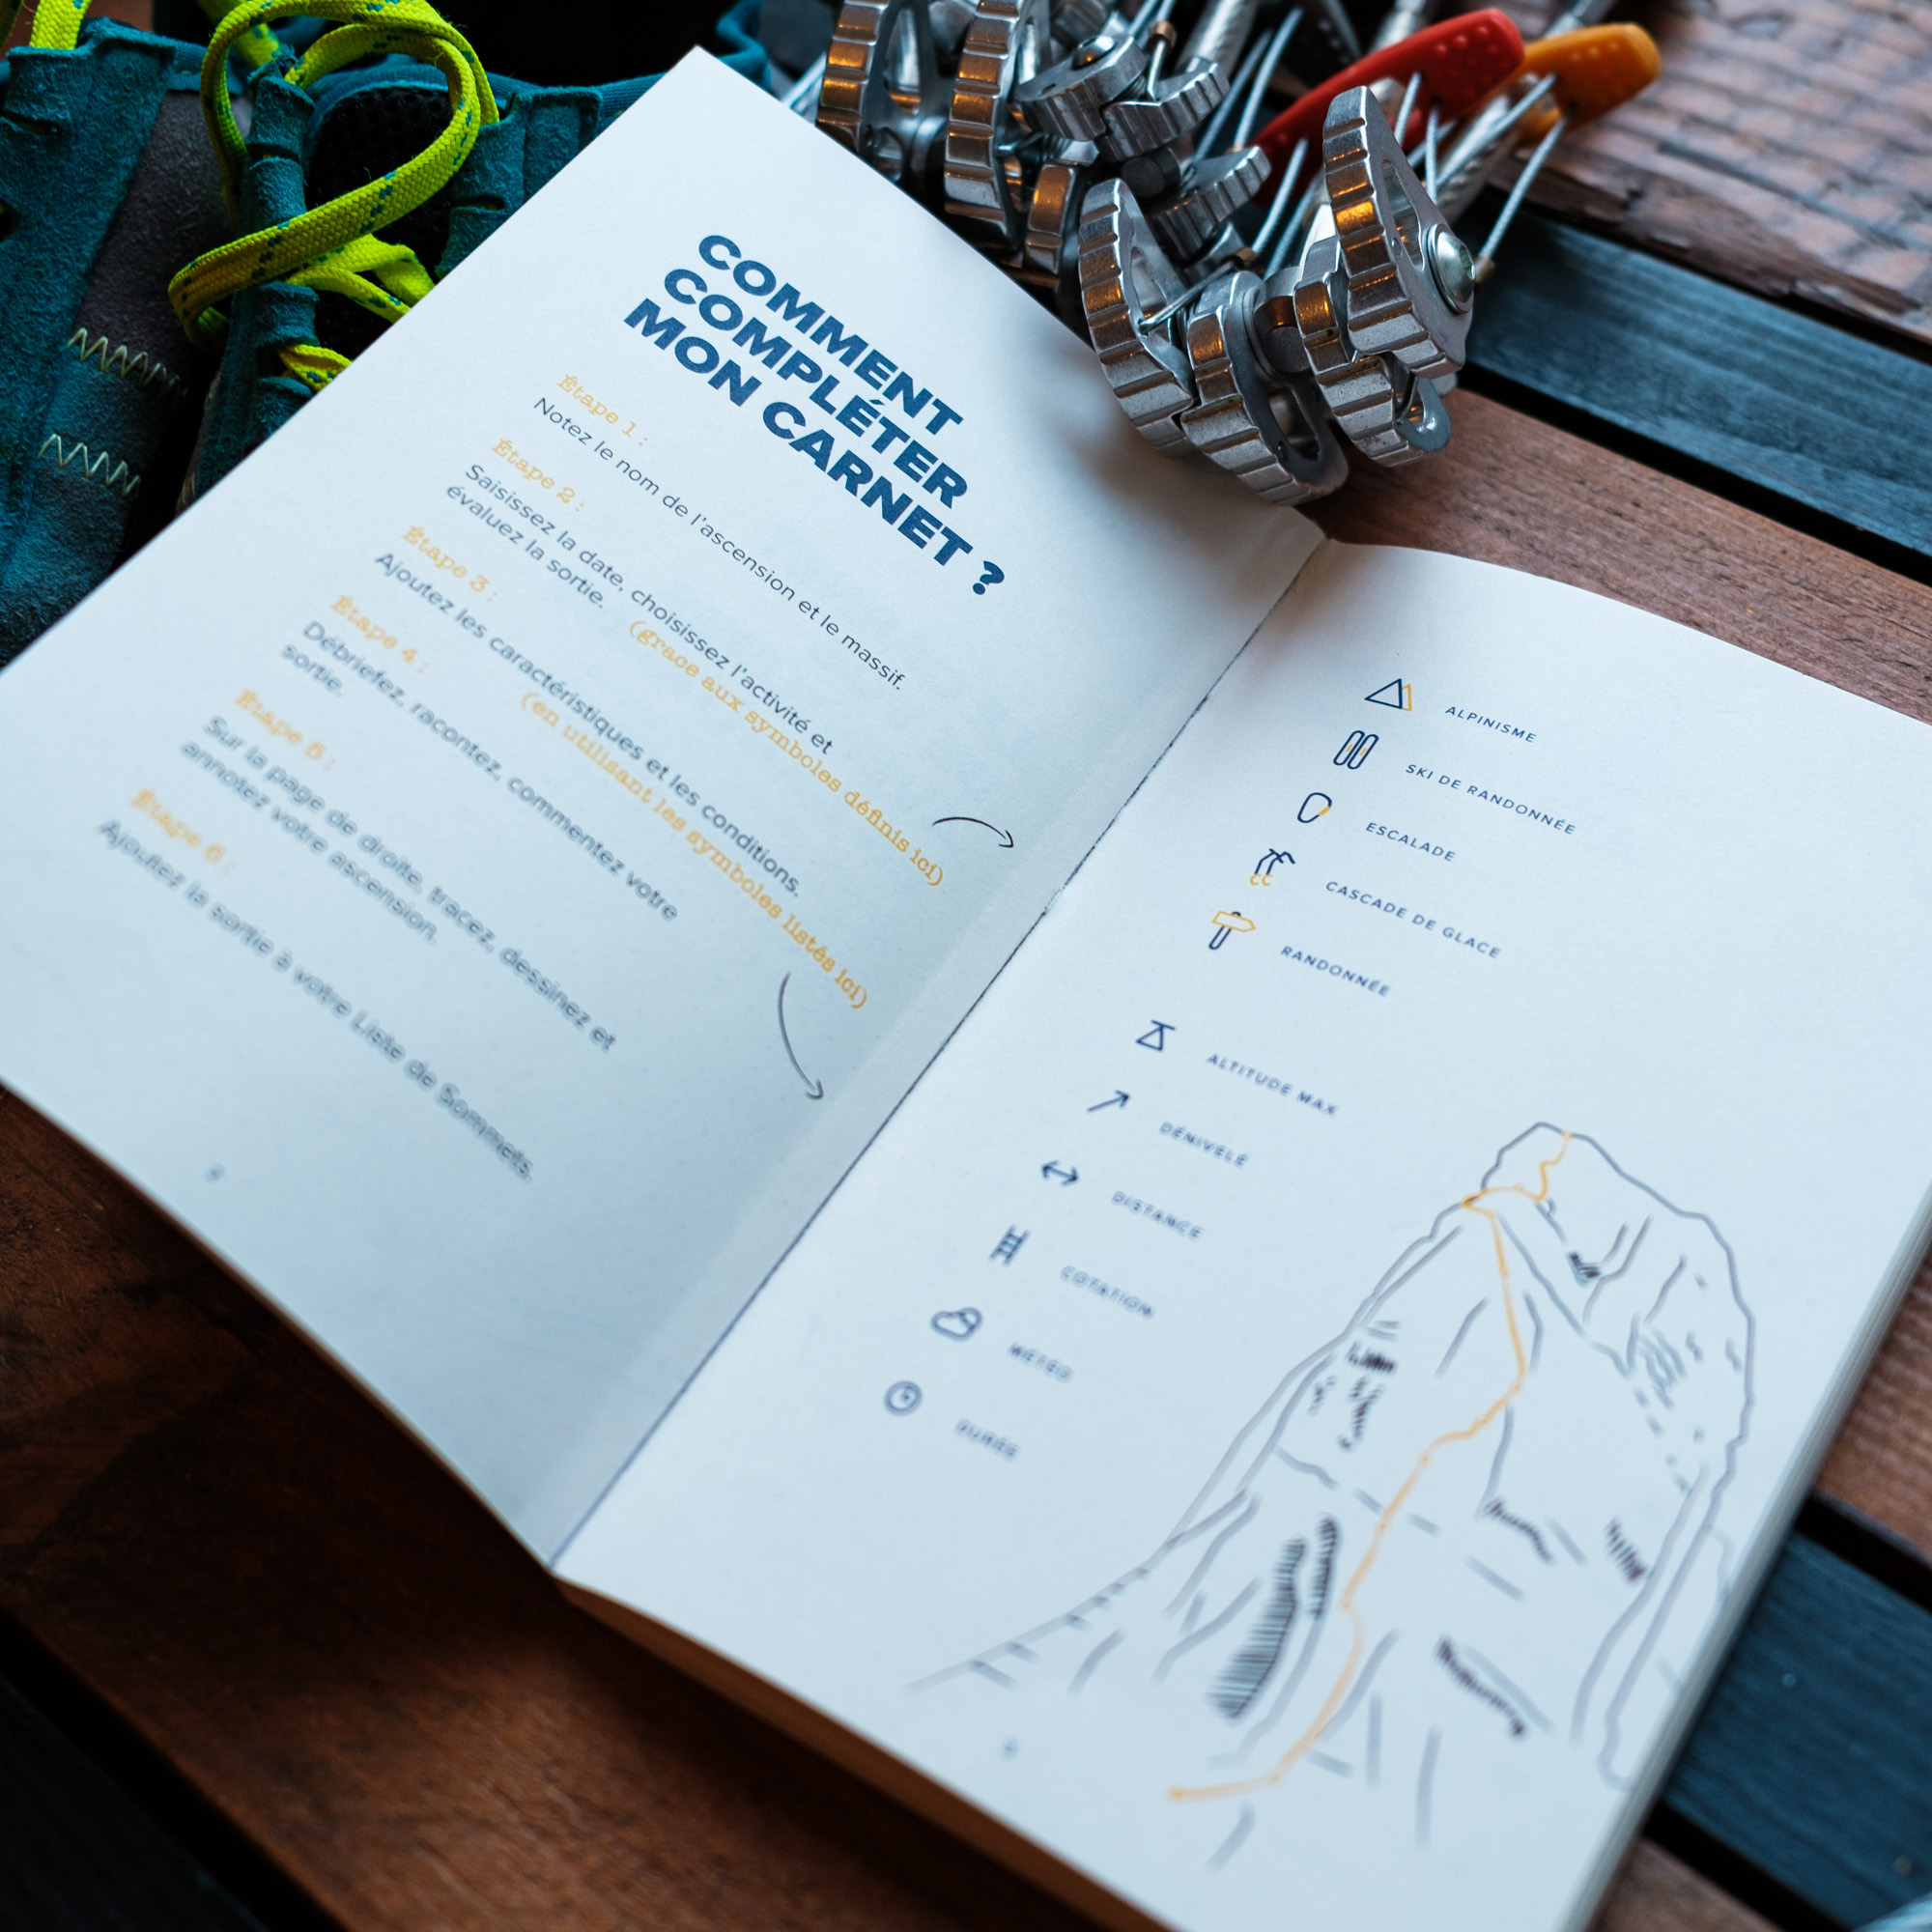 COMMENT
COMPLÉTER
MON CARNET ?
Étape 1 :
Notez le nom de l'ascension et le massif.
Étape 2 :
Saisissez la date, choisissez l'activité et
évaluez la sortie. (grace aux symboles définis ici)
Étape 3 :
Ajoutez les caractéristiques et les conditions.
(en utilisant les symboles listés ici)
Étape 4 :
Débriefez, racontez, commentez votre
sortie.
Étape 5 :
Sur la page de droite, tracez, dessinez et
annotez votre ascension.
Étape 6 :
Ajoutez la sortie à votre Liste de Sommets.
ALPINISME
SKI DE RANDONNÉE
ESCALADE
CASCADE DE GLACE
RANDONNÉE
ALTITUDE MAX
DÉNIVELÉ
DISTANCE
COTATION
MÉTÉO
DURÉE